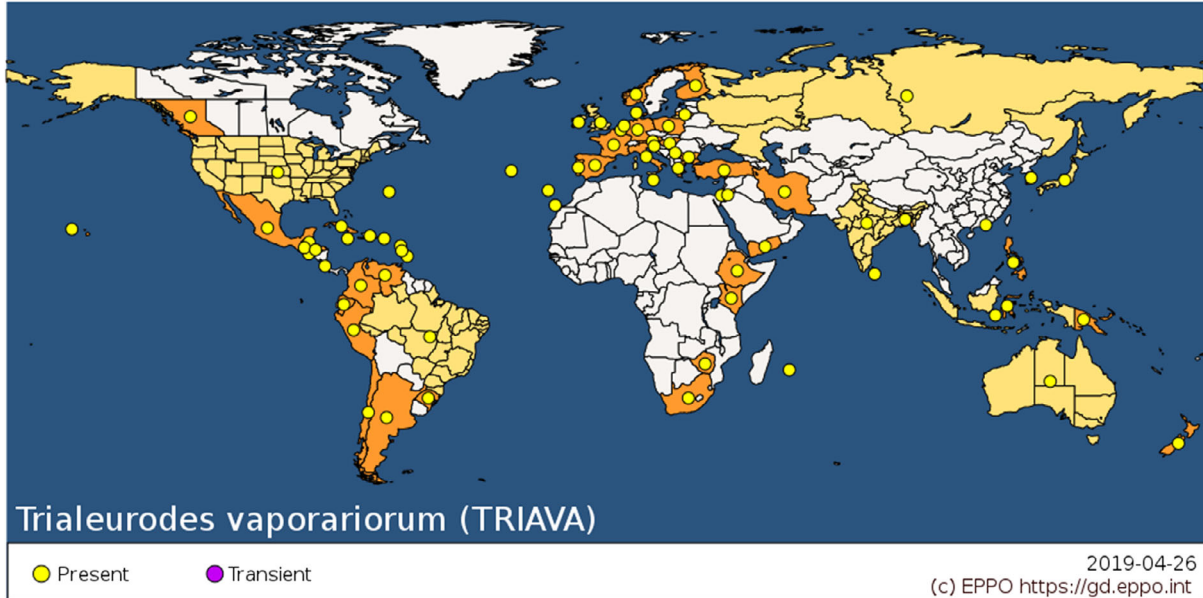 Trialeurodes vaporariorum (TRIAVA)
Present
Transient
2019-04-26
(c) EPPO https://gd.eppo.int